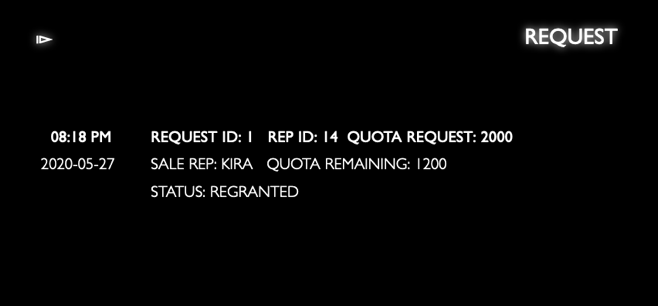 REQUEST
08:18 PM REQUEST ID: 1 REP ID: 14 QUOTA REQUEST: 2000
2020-05-27 SALE REP: KIRA QUOTA REMAINING: 1200
STATUS: REGRANTED